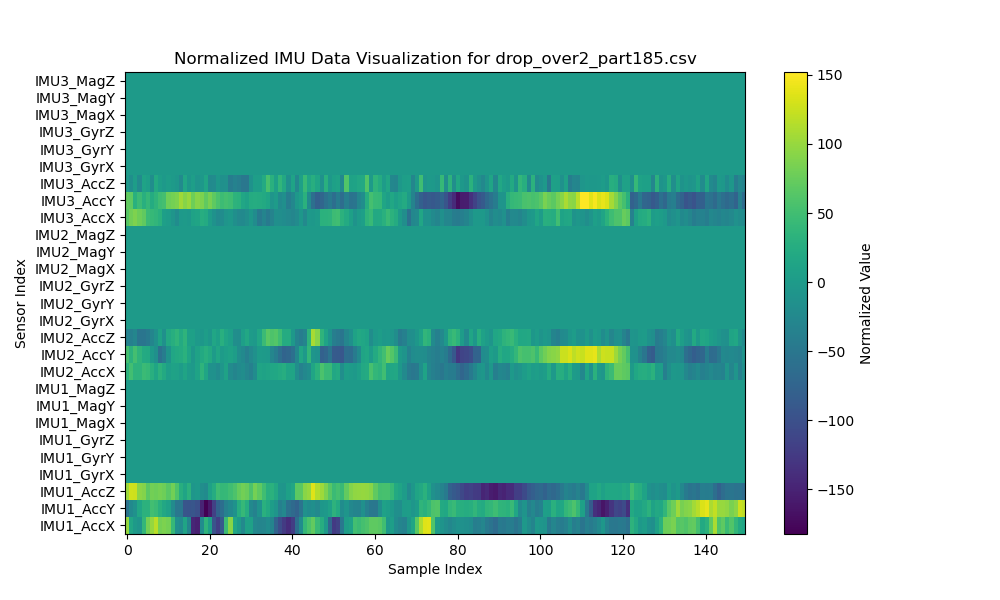 Normalized IMU Data Visualization for drop_over2_part185.csv
IMU3_MagZ
IMU3_MagY
IMU3_MagX
IMU3_GyrZ
IMU3_GyrY
IMU3_GyrX
IMU3_AccZ
IMU3_AccY
IMU3_AccX
IMU2_MagZ
IMU2_MagY
IMU2_MagX
IMU2_GyrZ
IMU2_GyrY
IMU2_GyrX
IMU2_AccZ
IMU2_AccY
IMU2_AccX
IMU1_MagZ
IMU1_MagY
IMU1_MagX
IMU1_GyrZ
IMU1_GyrY
IMU1_GyrX
IMU1_AccZ
IMU1_AccY
IMU1_AccX
Sensor Index
0 20 40 60 80 100 120 140
Sample Index
150
100
50
0
−50
−100
−150
Normalized Value